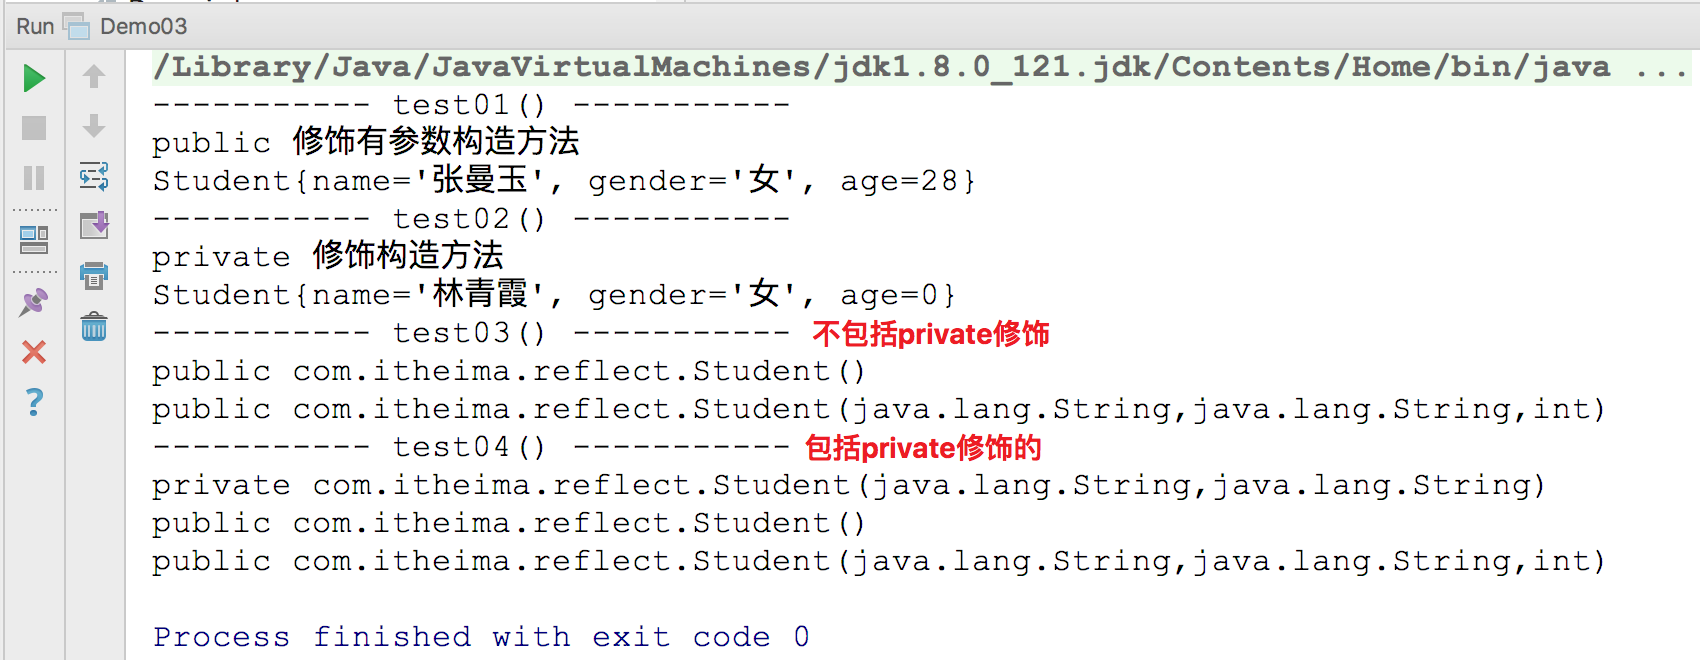 Run Demo03
/Library/Java/JavaVirtualMachines/jdk1.8.0_121.jdk/Contents/Home/bin/java ...
----------- test01() -----------
public 修饰有参数构造方法
Student{name='张曼玉', gender='女', age=28}
----------- test02() -----------
private 修饰构造方法
Student{name='林青霞', gender='女', age=0}
----------- test03() ----------- 不包括private修饰
public com.itheima.reflect.Student()
public com.itheima.reflect.Student(java.lang.String,java.lang.String,int)
----------- test04() ----------- 包括private修饰的
private com.itheima.reflect.Student(java.lang.String,java.lang.String)
public com.itheima.reflect.Student()
public com.itheima.reflect.Student(java.lang.String,java.lang.String,int)
Process finished with exit code 0